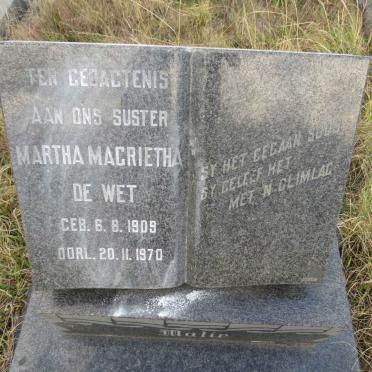 TER GEDAGTENIS
AAN ONS SUSTER
MARTHA MAGRIETHA
DE WET
GEB. 6. 8. 1909
OORL. 20. 11. 1970
SY HET GEGAAN SOOS
SY GELEEF HET
MET 'N GLIMLAG